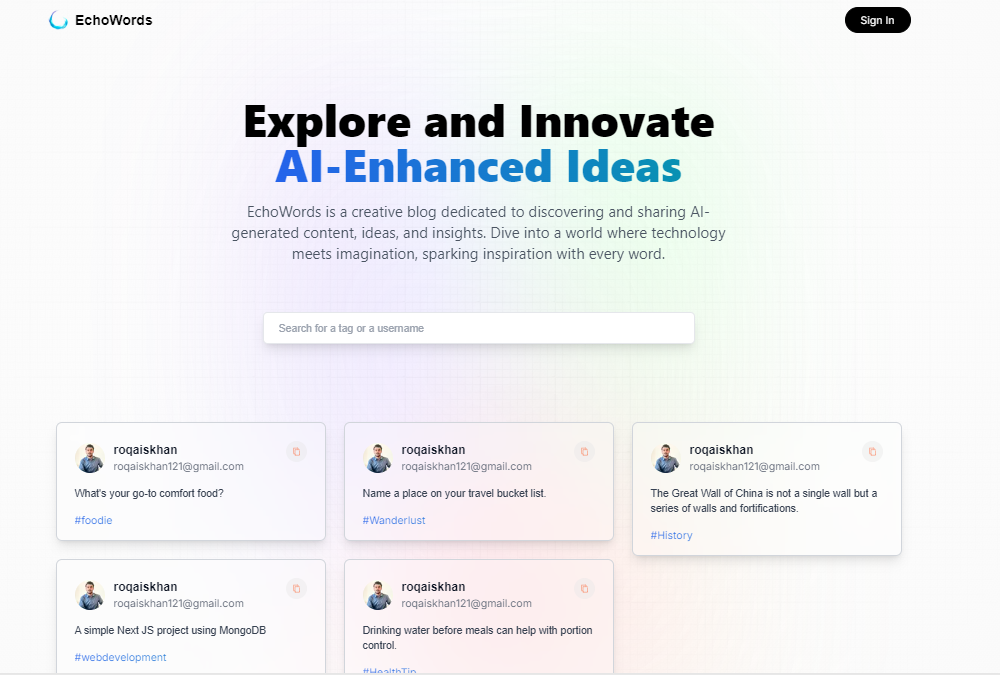 EchoWords
Sign In
Explore and Innovate
AI-Enhanced Ideas
EchoWords is a creative blog dedicated to discovering and sharing AI-
generated content, ideas, and insights. Dive into a world where technology
meets imagination, sparking inspiration with every word.
Search for a tag or a username
roqaiskhan
roqaiskhan121@gmail.com
What's your go-to comfort food?
#foodie
roqaiskhan
roqaiskhan121@gmail.com
Name a place on your travel bucket list.
#Wanderlust
roqaiskhan
roqaiskhan121@gmail.com
The Great Wall of China is not a single wall but a
series of walls and fortifications.
#History
roqaiskhan
roqaiskhan121@gmail.com
A simple Next JS project using MongoDB
#webdevelopment
roqaiskhan
roqaiskhan121@gmail.com
Drinking water before meals can help with portion
control.
#HealthTip